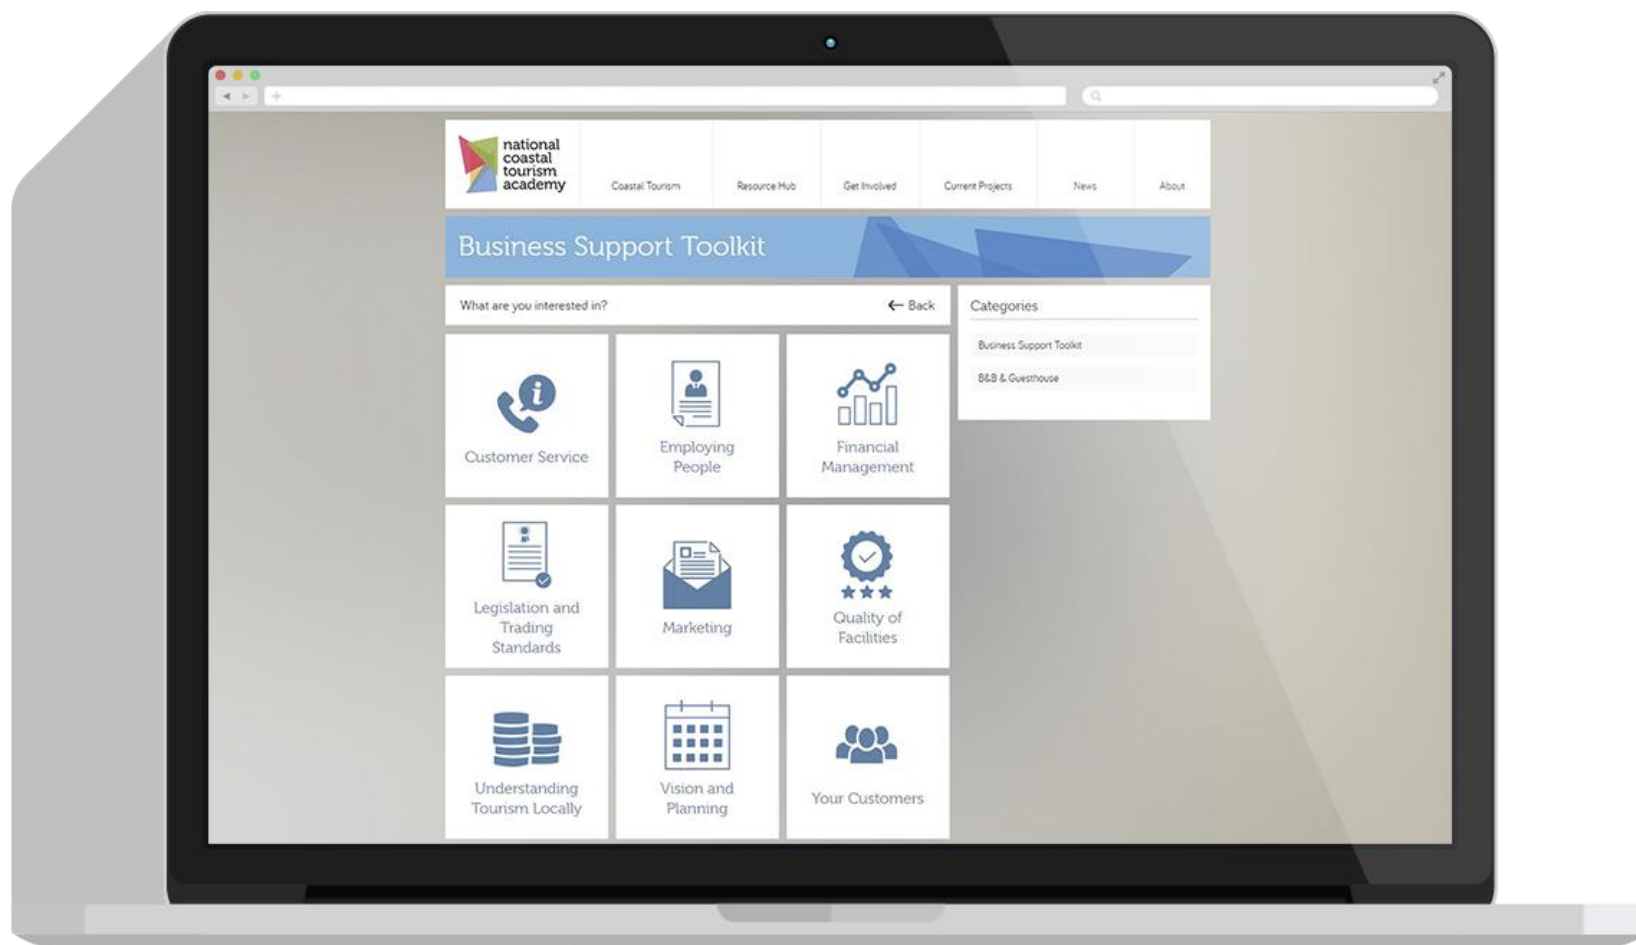 national
coastal
tourism
academy
Coastal Tourism
Resource Hub
Get Involved
Current Projects
News
About
Business Support Toolkit
What are you interested in?
← Back
Categories
Business Support Toolkit
B&B & Guesthouse
Customer Service
Employing
People
Financial
Management
Legislation and
Trading
Standards
Marketing
Quality of
Facilities
Understanding
Tourism Locally
Vision and
Planning
Your Customers